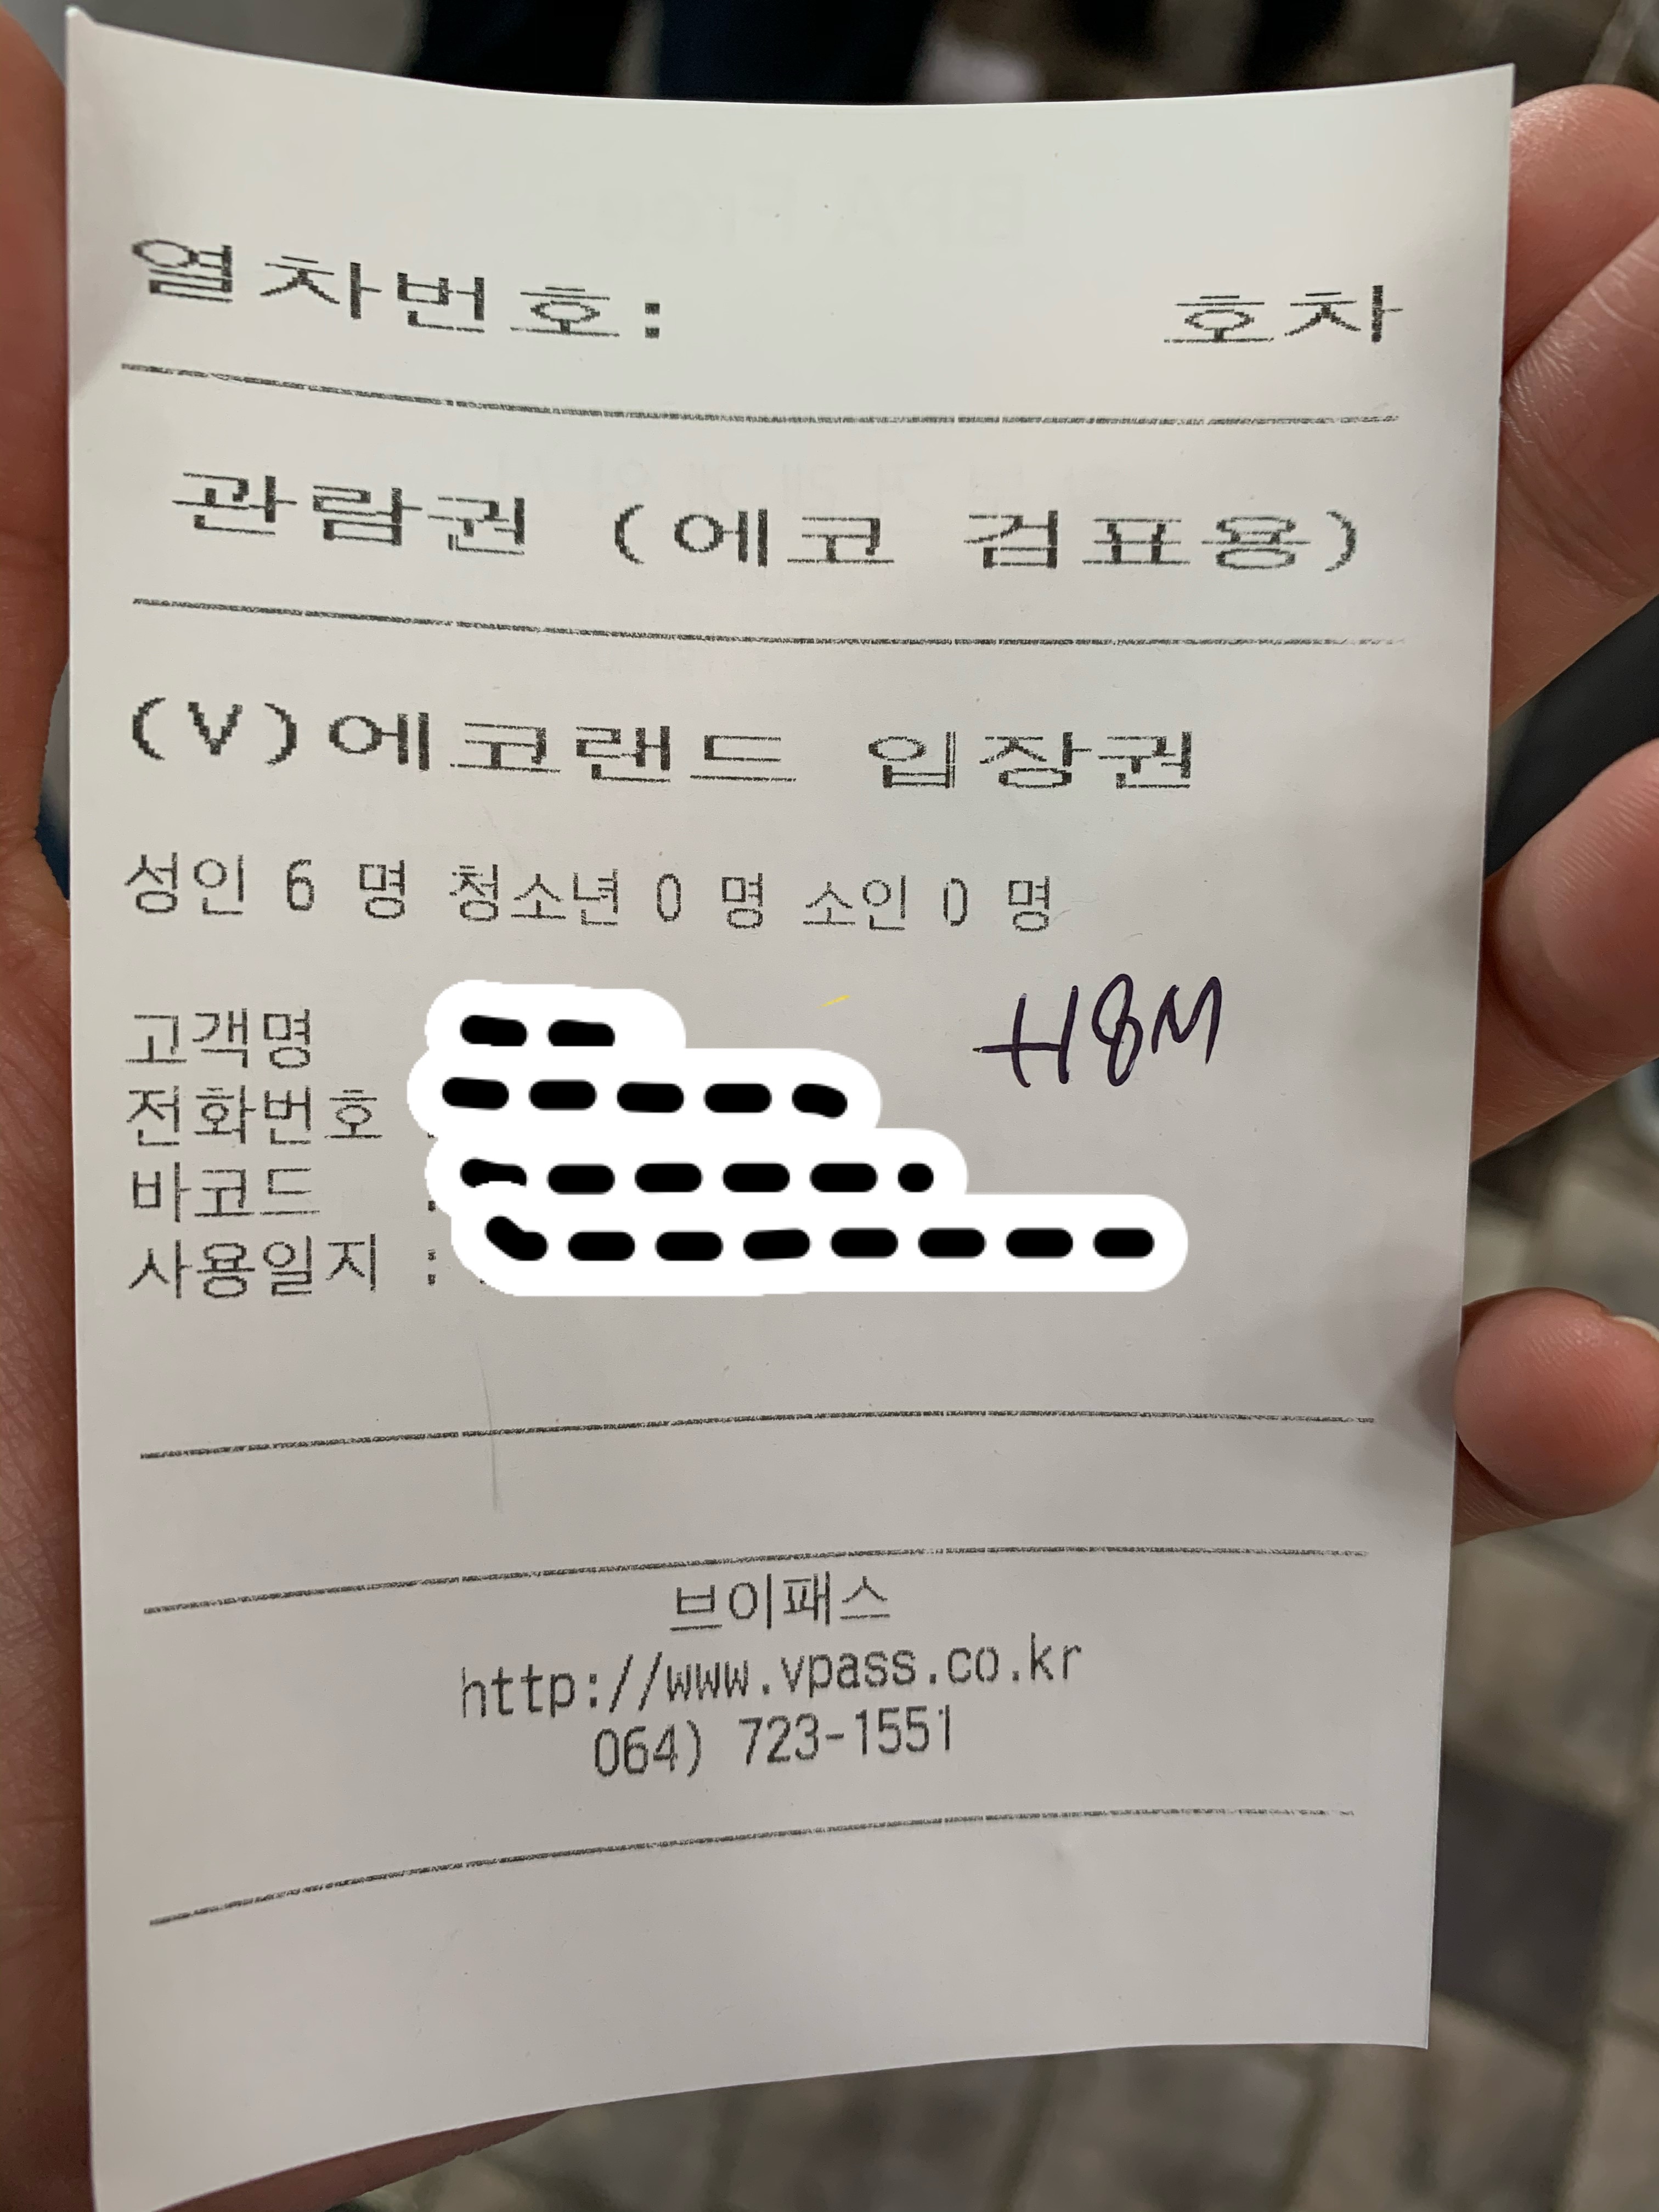 열차번호: 호차
관람권 (에코 검표용)
(V)에코랜드 입장권
성인 6 명 청소년 0 명 소인 0 명
고객명
H8M
전화번호
바코드 :
사용일지 :
브이패스
http://www.vpass.co.kr
064) 723-1551